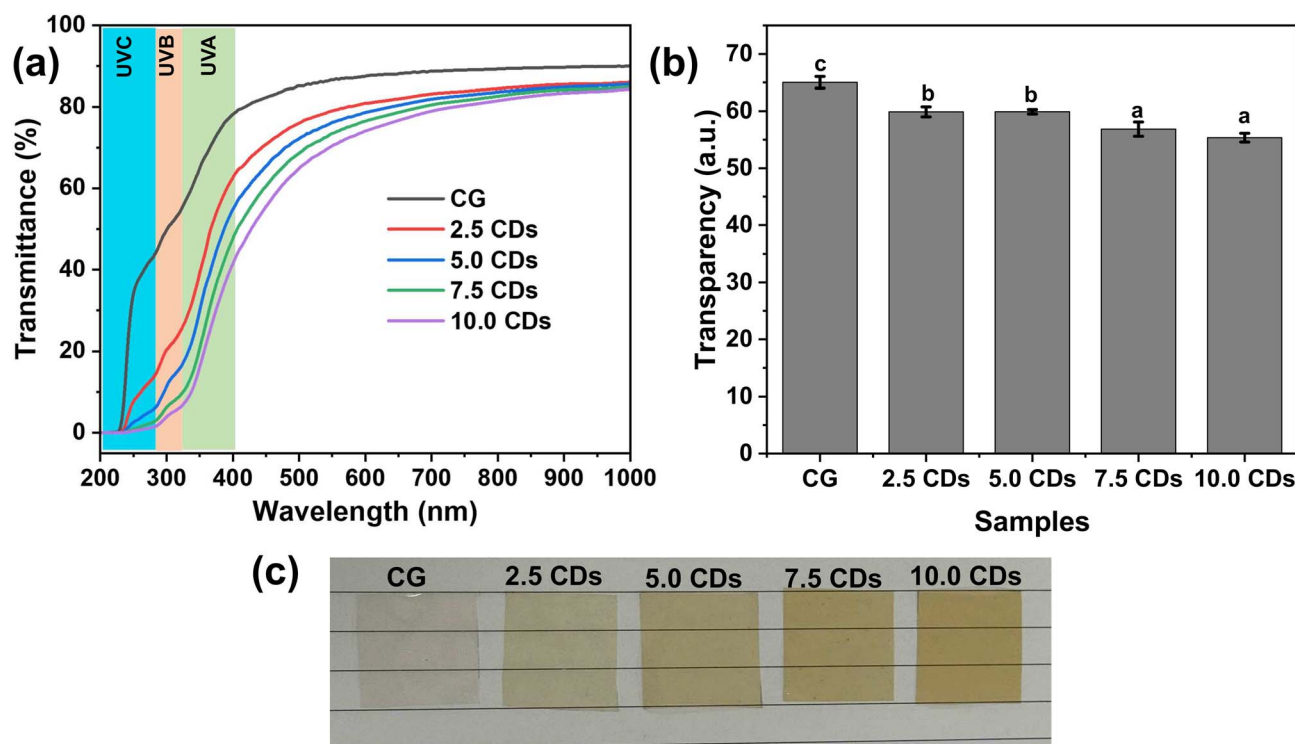 (a)
UVC
UVB
UVA
Transmittance (%)
100
80
60
40
20
0
CG
2.5 CDs
5.0 CDs
7.5 CDs
10.0 CDs
200 300 400 500 600 700 800 900 1000
Wavelength (nm)
(b)
Transparency (a.u.)
70
60
50
40
30
20
10
0
c
b
b
a
a
CG 2.5 CDs 5.0 CDs 7.5 CDs 10.0 CDs
Samples
(c)
CG 2.5 CDs 5.0 CDs 7.5 CDs 10.0 CDs